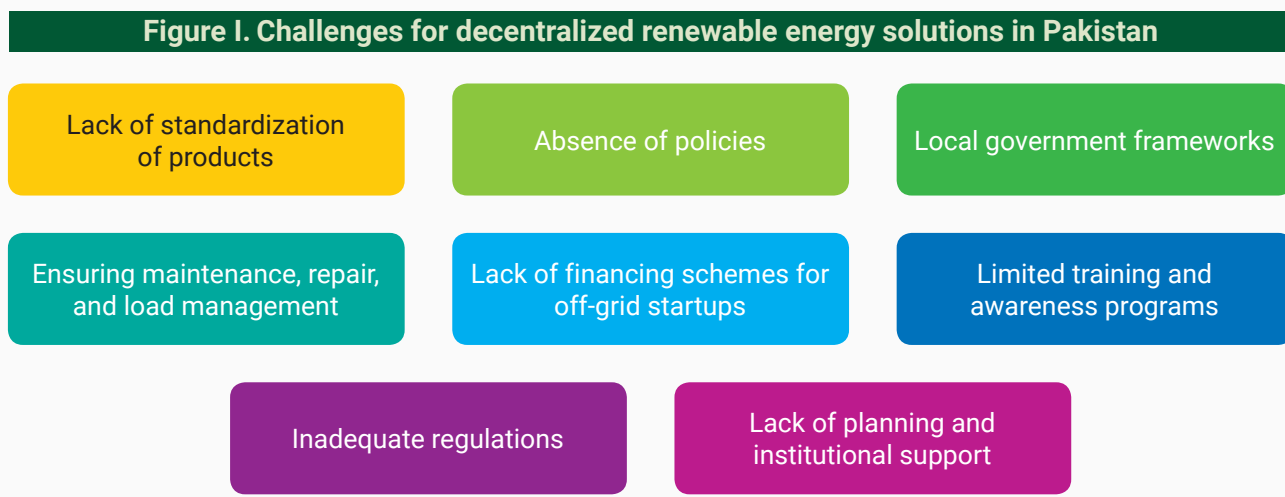 Figure I. Challenges for decentralized renewable energy solutions in Pakistan
Lack of standardization
of products
Absence of policies
Local government frameworks
Ensuring maintenance, repair,
and load management
Lack of financing schemes for
off-grid startups
Limited training and
awareness programs
Inadequate regulations
Lack of planning and
institutional support